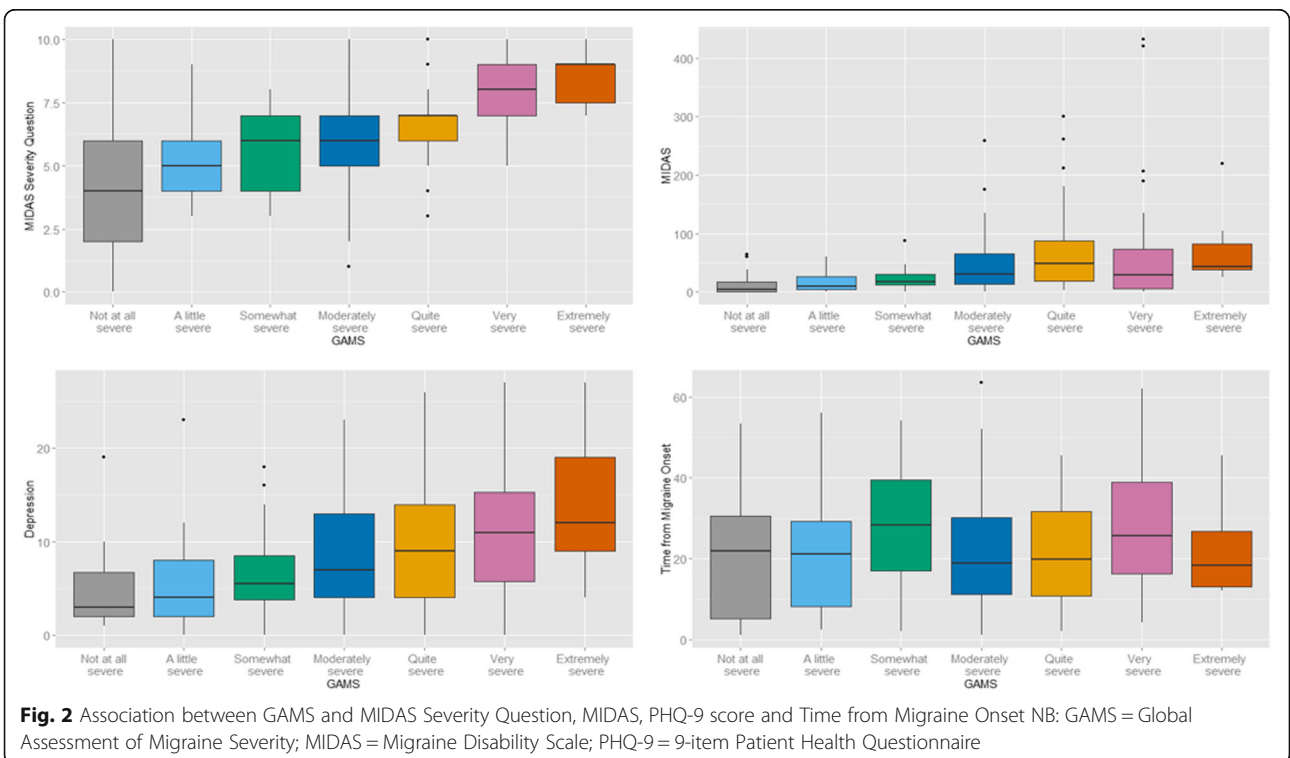 10.0
7.5
5.0
2.5
0.0
MIDAS Severity Question
Not at all severe
A little severe
Somewhat severe
Moderately severe
Quite severe
Very severe
Extremely severe
GAMS
400
300
200
100
0
MIDAS
Not at all severe
A little severe
Somewhat severe
Moderately severe
Quite severe
Very severe
Extremely severe
GAMS
20
10
0
Depression
Not at all severe
A little severe
Somewhat severe
Moderately severe
Quite severe
Very severe
Extremely severe
GAMS
60
40
20
0
Time from Migraine Onset
Not at all severe
A little severe
Somewhat severe
Moderately severe
Quite severe
Very severe
Extremely severe
GAMS
Fig. 2 Association between GAMS and MIDAS Severity Question, MIDAS, PHQ-9 score and Time from Migraine Onset NB: GAMS = Global
Assessment of Migraine Severity; MIDAS = Migraine Disability Scale; PHQ-9 = 9-item Patient Health Questionnaire